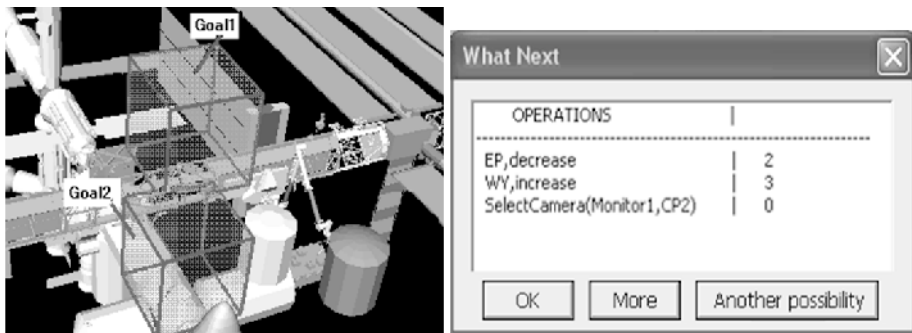 Goal1
Goal2
What Next
OPERATIONS |
EP,decrease | 2
WY,increase | 3
SelectCamera(Monitor1,CP2) | 0
OK More Another possibility